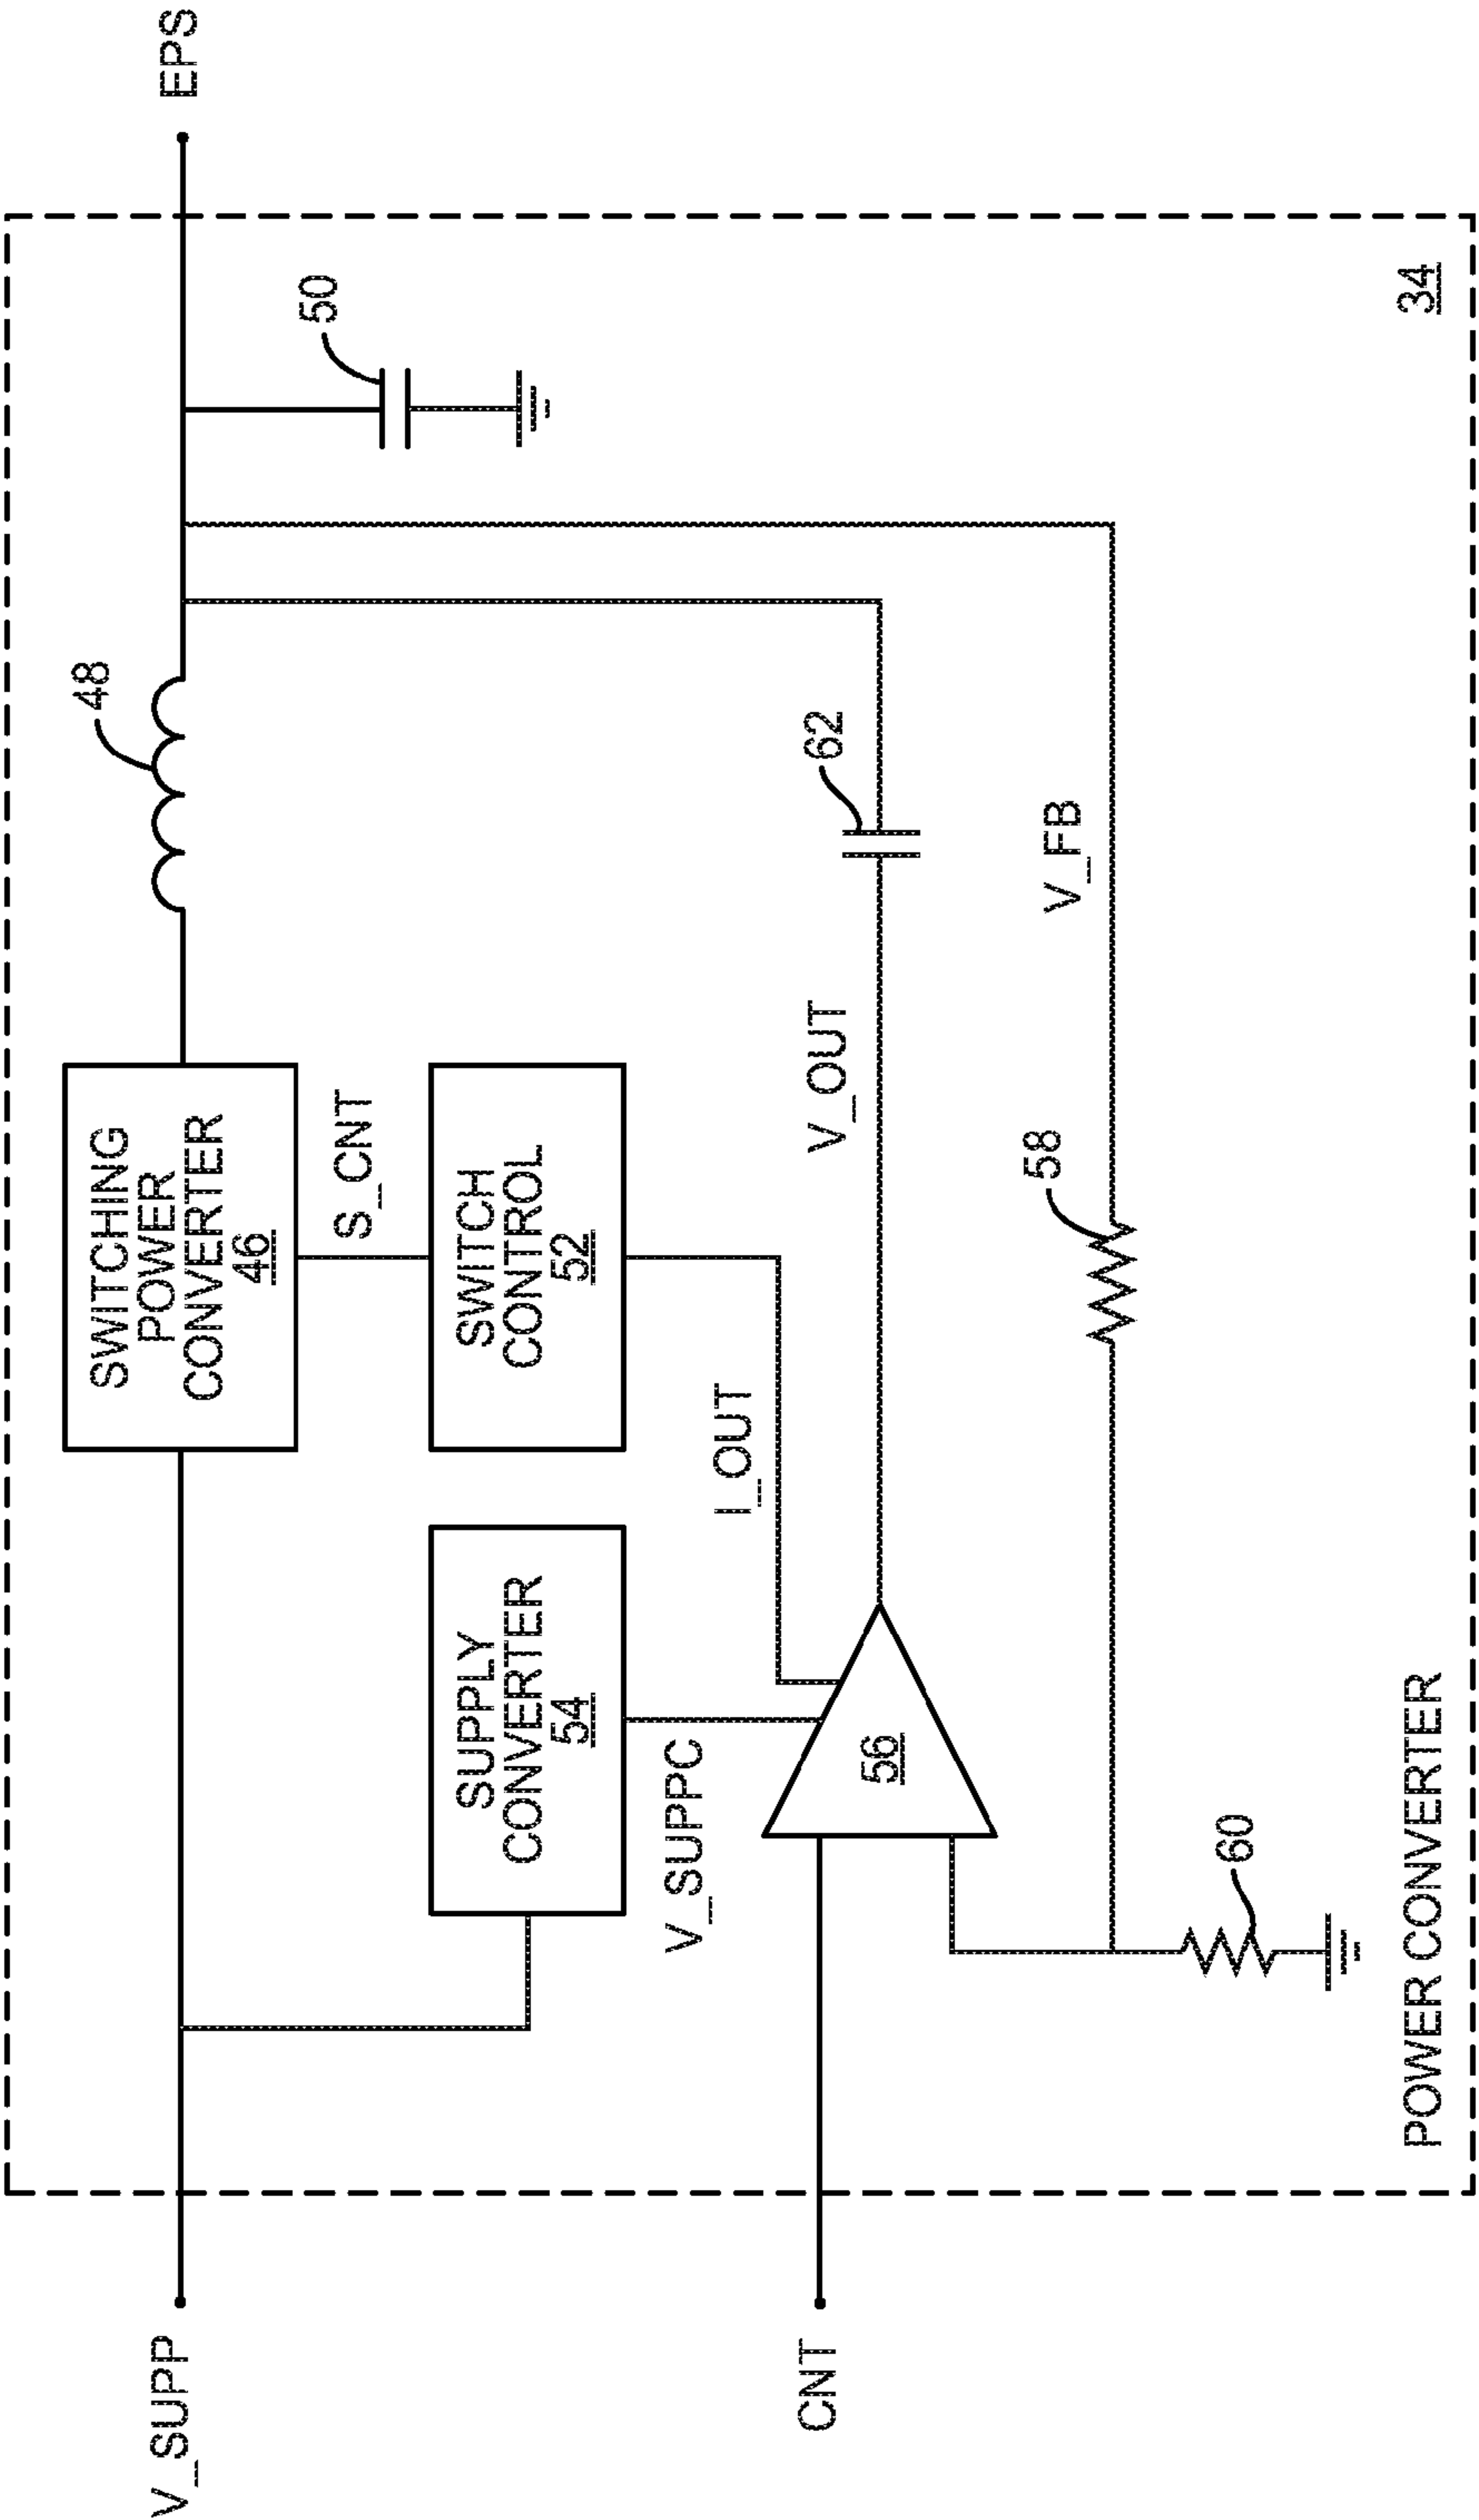 V_SUPP
SWITCHING
POWER
CONVERTER
46
48
50
EPS
S_CNT
SUPPLY
CONVERTER
54
SWITCH
CONTROL
52
V_SUPPC
I_OUT
CNT
56
V_OUT
62
58
V_FB
60
POWER CONVERTER
34